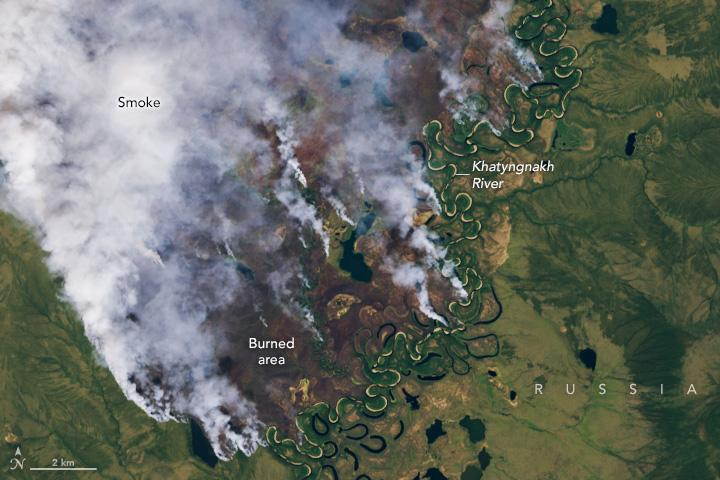 Smoke
Khatyngnakh
River
Burned
area
RUSSIA
N
2 km